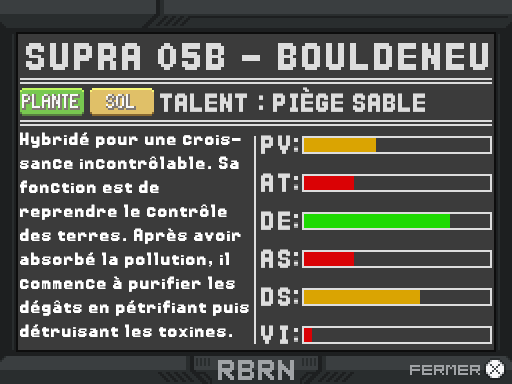 SUPRA 05B - BOULDENEU
PLANTE SOL TALENT : PIÈGE SABLE
Hybridé pour une crois-
sance incontrôlable. Sa
fonction est de
reprendre le contrôle
des terres. Après avoir
absorbé la pollution, il
commence à purifier les
dégâts en pétrifiant puis
détruisant les toxines.
PV:
AT:
DE:
AS:
DS:
VI:
RBRN
FERMER